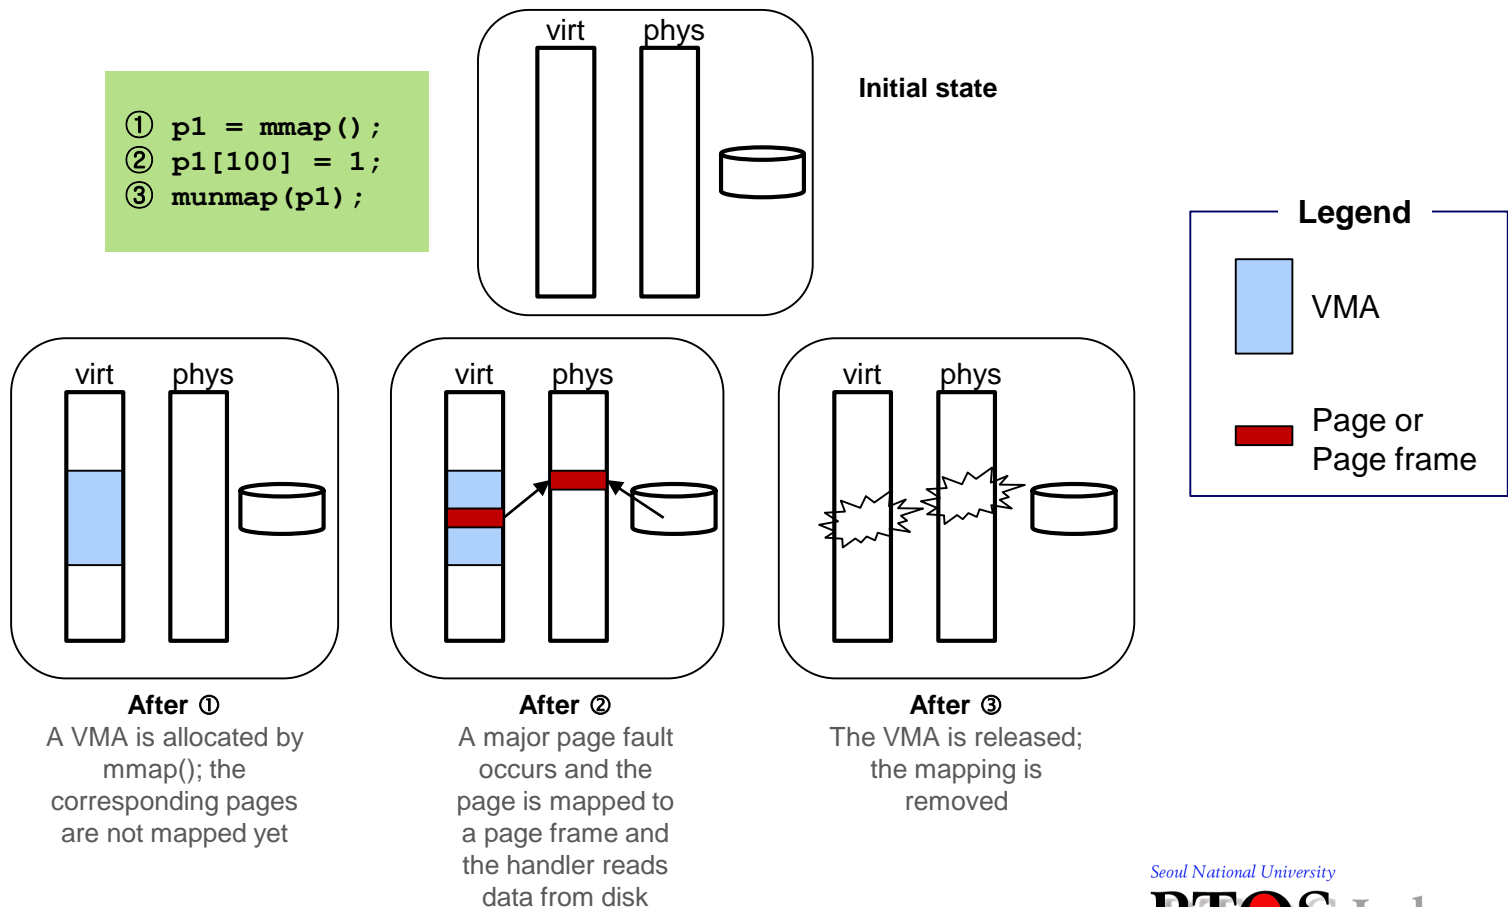 virt phys
Initial state
① p1 = mmap();
② p1[100] = 1;
③ munmap(p1);
Legend
VMA
Page or
Page frame
virt phys
virt phys
virt phys
After ①
A VMA is allocated by
mmap(); the
corresponding pages
are not mapped yet
After ②
A major page fault
occurs and the
page is mapped to
a page frame and
the handler reads
data from disk
After ③
The VMA is released;
the mapping is
removed
Seoul National University
RTOS Lab